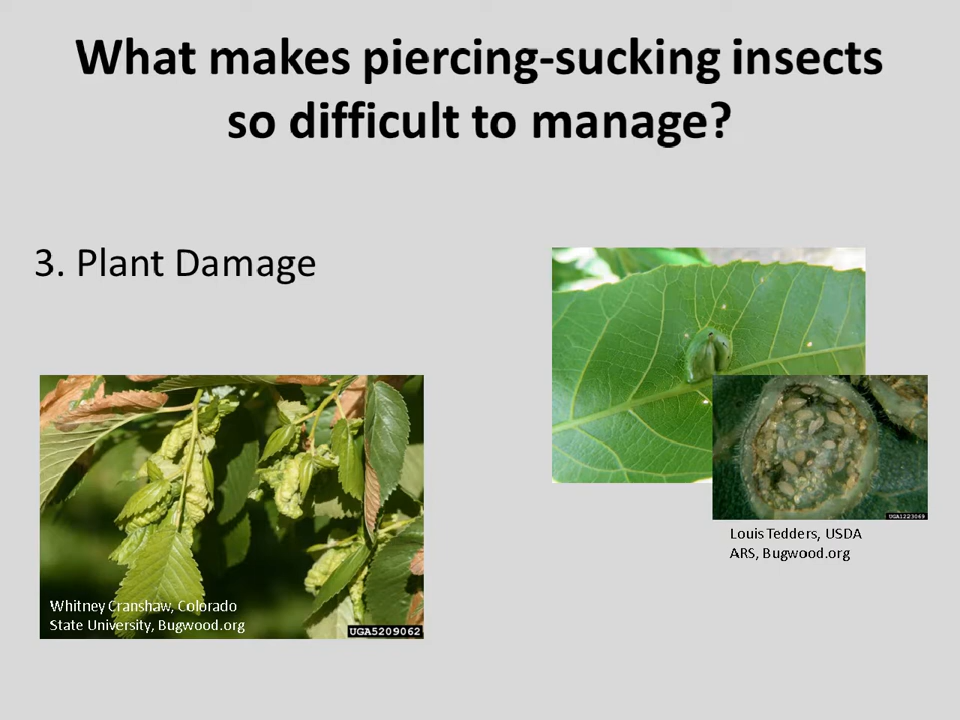 What makes piercing-sucking insects
so difficult to manage?
3. Plant Damage
Whitney Cranshaw, Colorado
State University, Bugwood.org
UGA5209062
UGA1223069
Louis Tedders, USDA
ARS, Bugwood.org